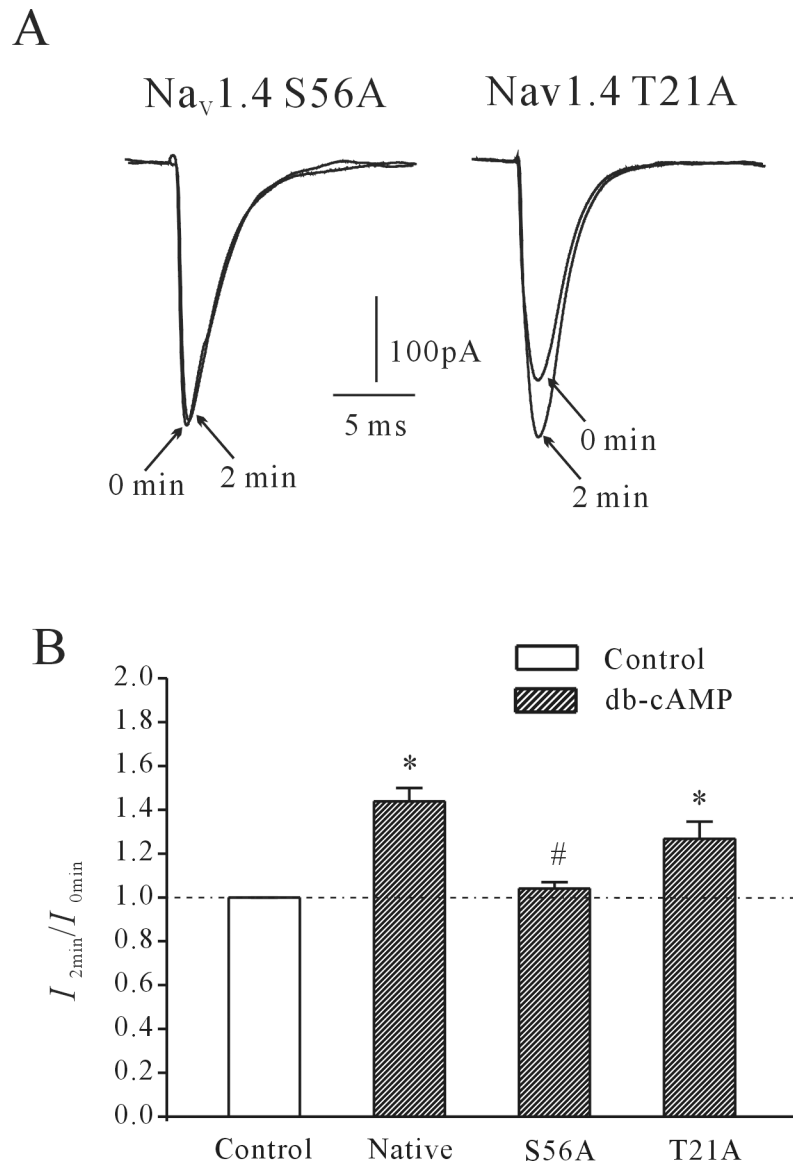 A
Nav1.4 S56A
Nav1.4 T21A
100pA
5 ms
0 min
2 min
0 min
2 min
B
Control
db-cAMP
2.0
1.8
1.6
1.4
1.2
1.0
0.8
0.6
0.4
0.2
0.0
I 2min/I 0min
*
#
*
Control
Native
S56A
T21A